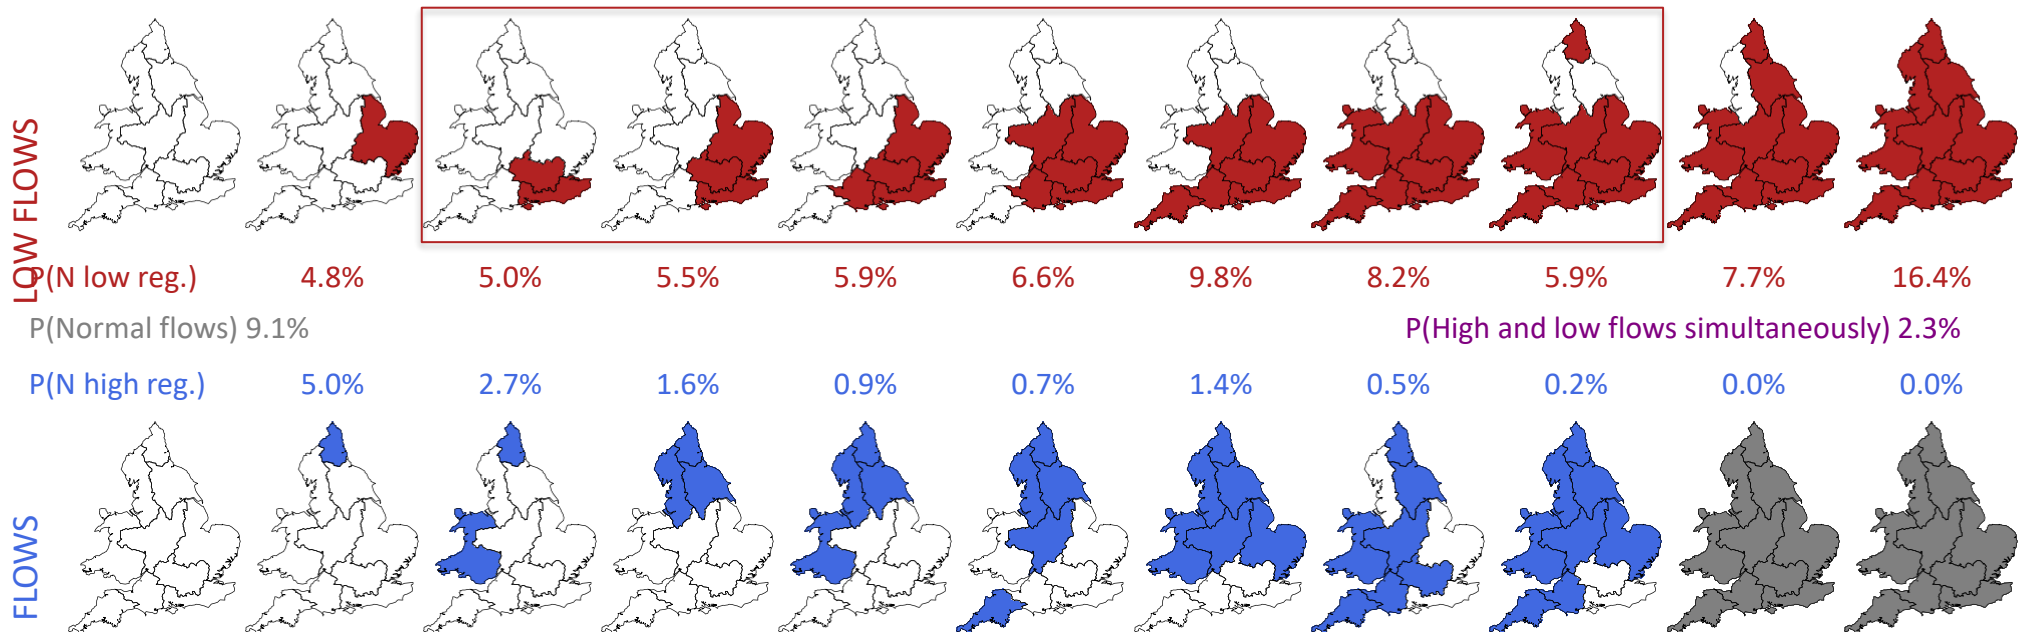 LOW FLOWS
P(N low reg.) 4.8% 5.0% 5.5% 5.9% 6.6% 9.8% 8.2% 5.9% 7.7% 16.4%
P(Normal flows) 9.1% P(High and low flows simultaneously) 2.3%
P(N high reg.) 5.0% 2.7% 1.6% 0.9% 0.7% 1.4% 0.5% 0.2% 0.0% 0.0%
FLOWS